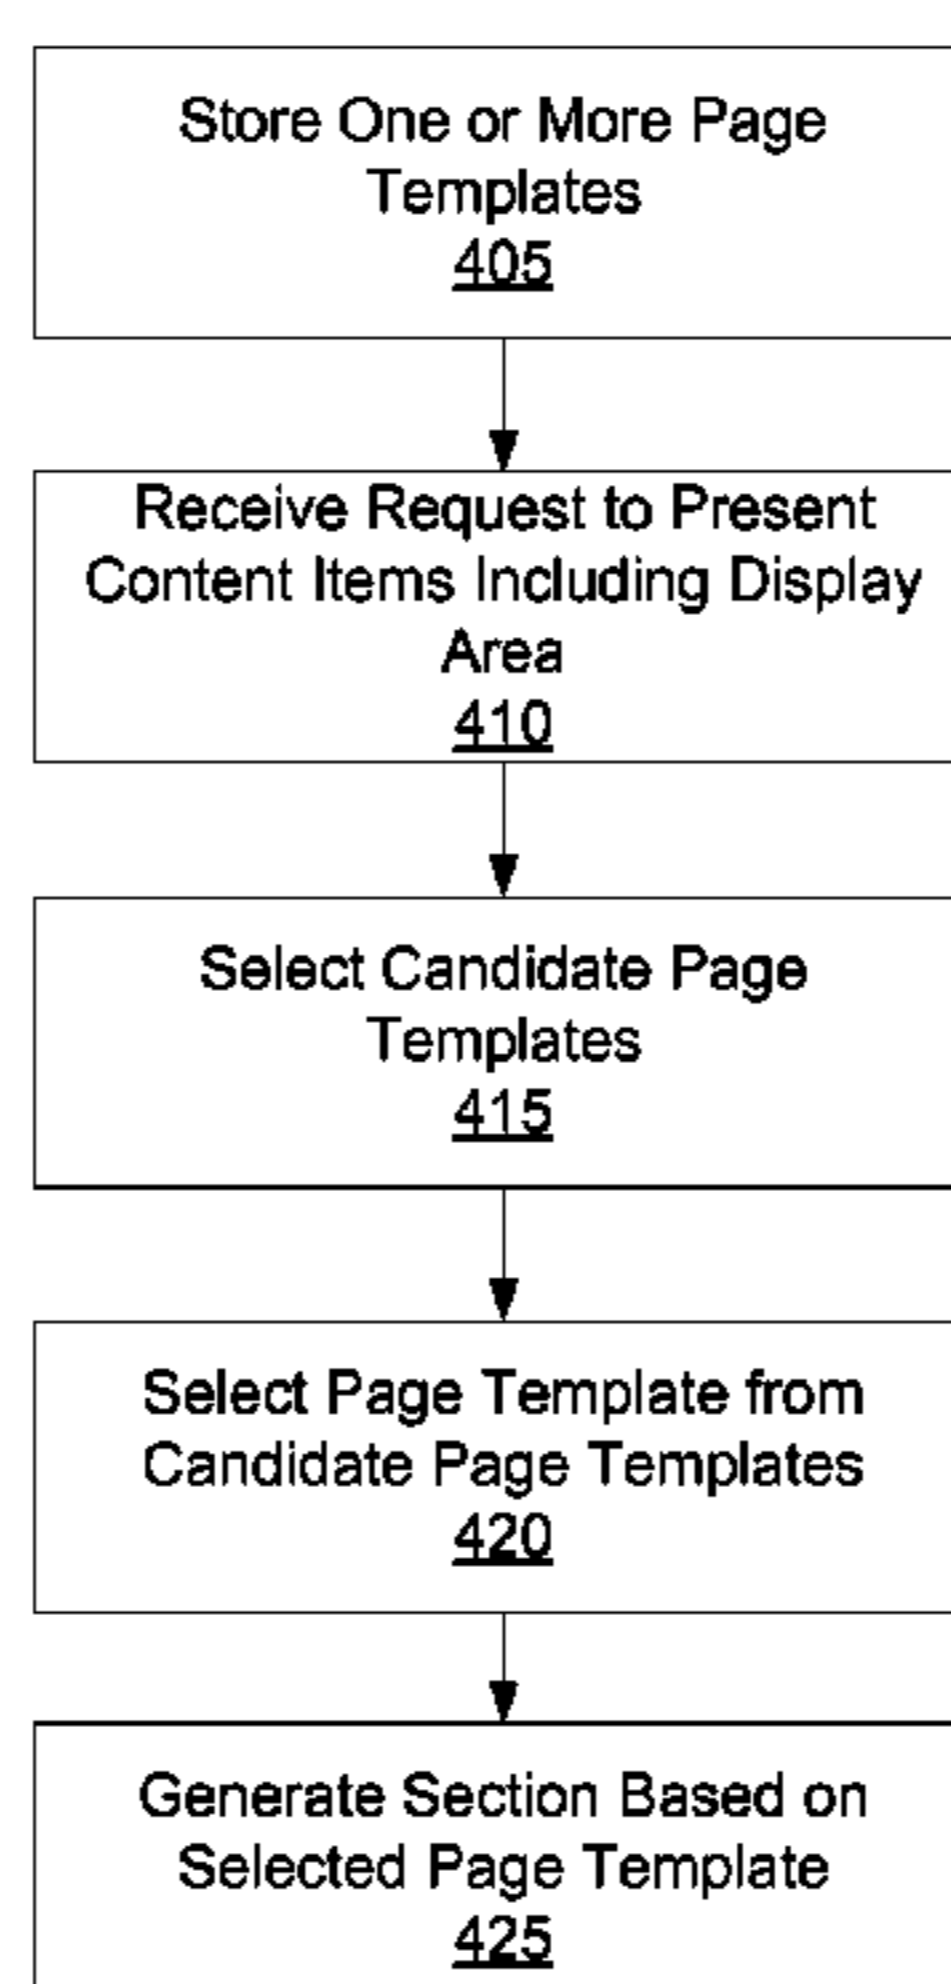 Store One or More Page
Templates
405
Receive Request to Present
Content Items Including Display
Area
410
Select Candidate Page
Templates
415
Select Page Template from
Candidate Page Templates
420
Generate Section Based on
Selected Page Template
425